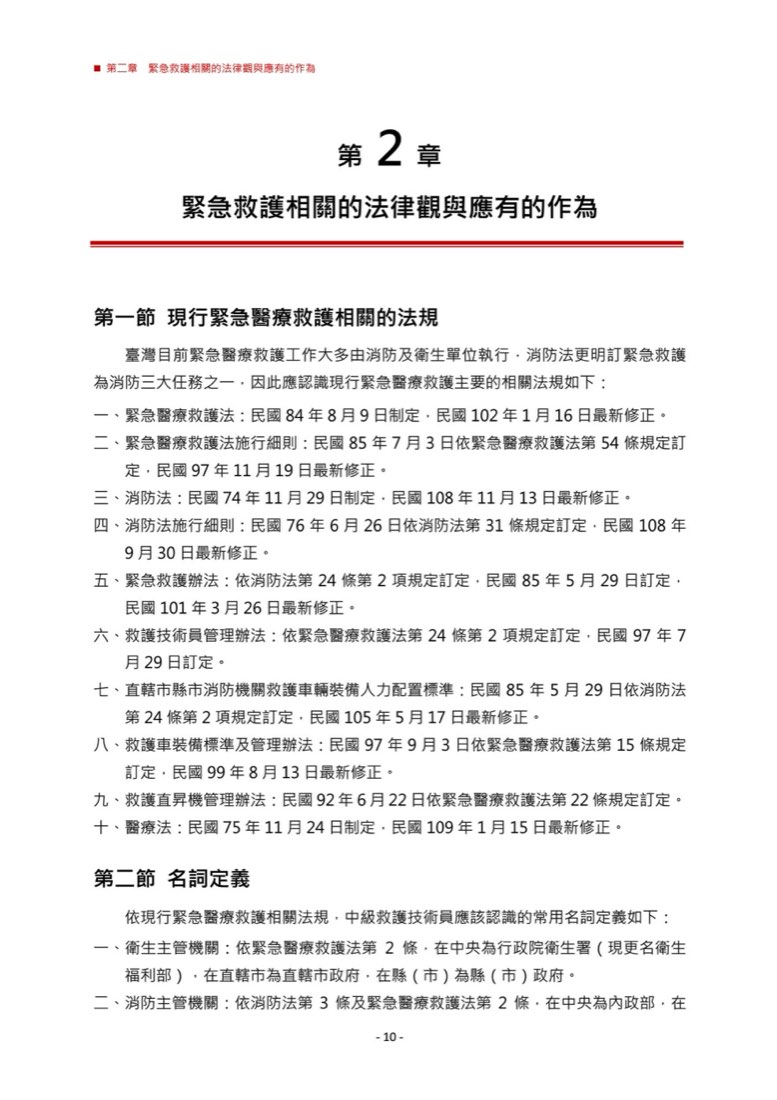 ■ 第二章 緊急救護相關的法律觀與應有的作為
第 2 章
緊急救護相關的法律觀與應有的作為
第一節 現行緊急醫療救護相關的法規
臺灣目前緊急醫療救護工作大多由消防及衛生單位執行，消防法更明訂緊急救護
為消防三大任務之一，因此應認識現行緊急醫療救護主要的相關法規如下：
一、緊急醫療救護法：民國 84 年 8 月 9 日制定，民國 102 年 1 月 16 日最新修正。
二、緊急醫療救護法施行細則：民國 85 年 7 月 3 日依緊急醫療救護法第 54 條規定訂
定，民國 97 年 11 月 19 日最新修正。
三、消防法：民國 74 年 11 月 29 日制定，民國 108 年 11 月 13 日最新修正。
四、消防法施行細則：民國 76 年 6 月 26 日依消防法第 31 條規定訂定，民國 108 年
9 月 30 日最新修正。
五、緊急救護辦法：依消防法第 24 條第 2 項規定訂定，民國 85 年 5 月 29 日訂定，
民國 101 年 3 月 26 日最新修正。
六、救護技術員管理辦法：依緊急醫療救護法第 24 條第 2 項規定訂定，民國 97 年 7
月 29 日訂定。
七、直轄市縣市消防機關救護車輛裝備人力配置標準：民國 85 年 5 月 29 日依消防法
第 24 條第 2 項規定訂定，民國 105 年 5 月 17 日最新修正。
八、救護車裝備標準及管理辦法：民國 97 年 9 月 3 日依緊急醫療救護法第 15 條規定
訂定，民國 99 年 8 月 13 日最新修正。
九、救護直昇機管理辦法：民國 92 年 6 月 22 日依緊急醫療救護法第 22 條規定訂定。
十、醫療法：民國 75 年 11 月 24 日制定，民國 109 年 1 月 15 日最新修正。
第二節 名詞定義
依現行緊急醫療救護相關法規，中級救護技術員應該認識的常用名詞定義如下：
一、衛生主管機關：依緊急醫療救護法第 2 條，在中央為行政院衛生署（現更名衛生
福利部），在直轄市為直轄市政府，在縣（市）為縣（市）政府。
二、消防主管機關：依消防法第 3 條及緊急醫療救護法第 2 條，在中央為內政部，在
- 10 -